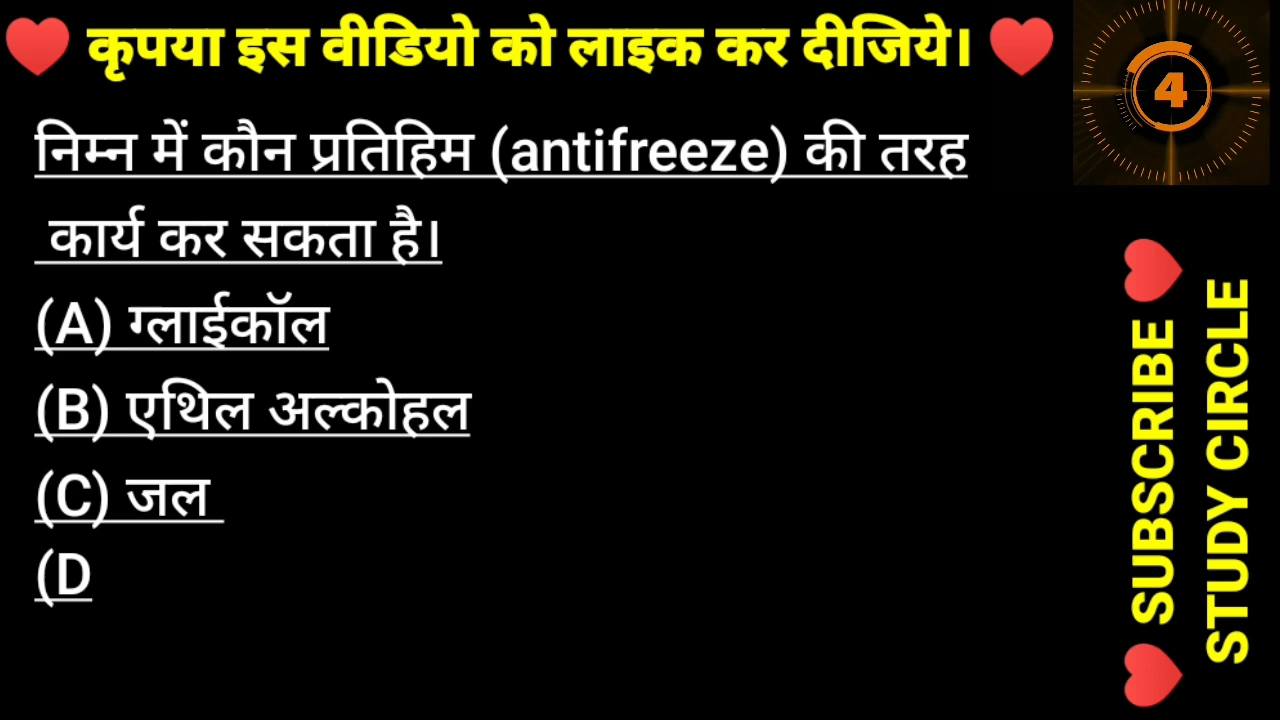 ♥ कृपया इस वीडियो को लाइक कर दीजिये। ♥
4
निम्न में कौन प्रतिहिम (antifreeze) की तरह
कार्य कर सकता है।
(A) ग्लाईकॉल
(B) एथिल अल्कोहल
(C) जल
(D
♥ SUBSCRIBE ♥
STUDY CIRCLE